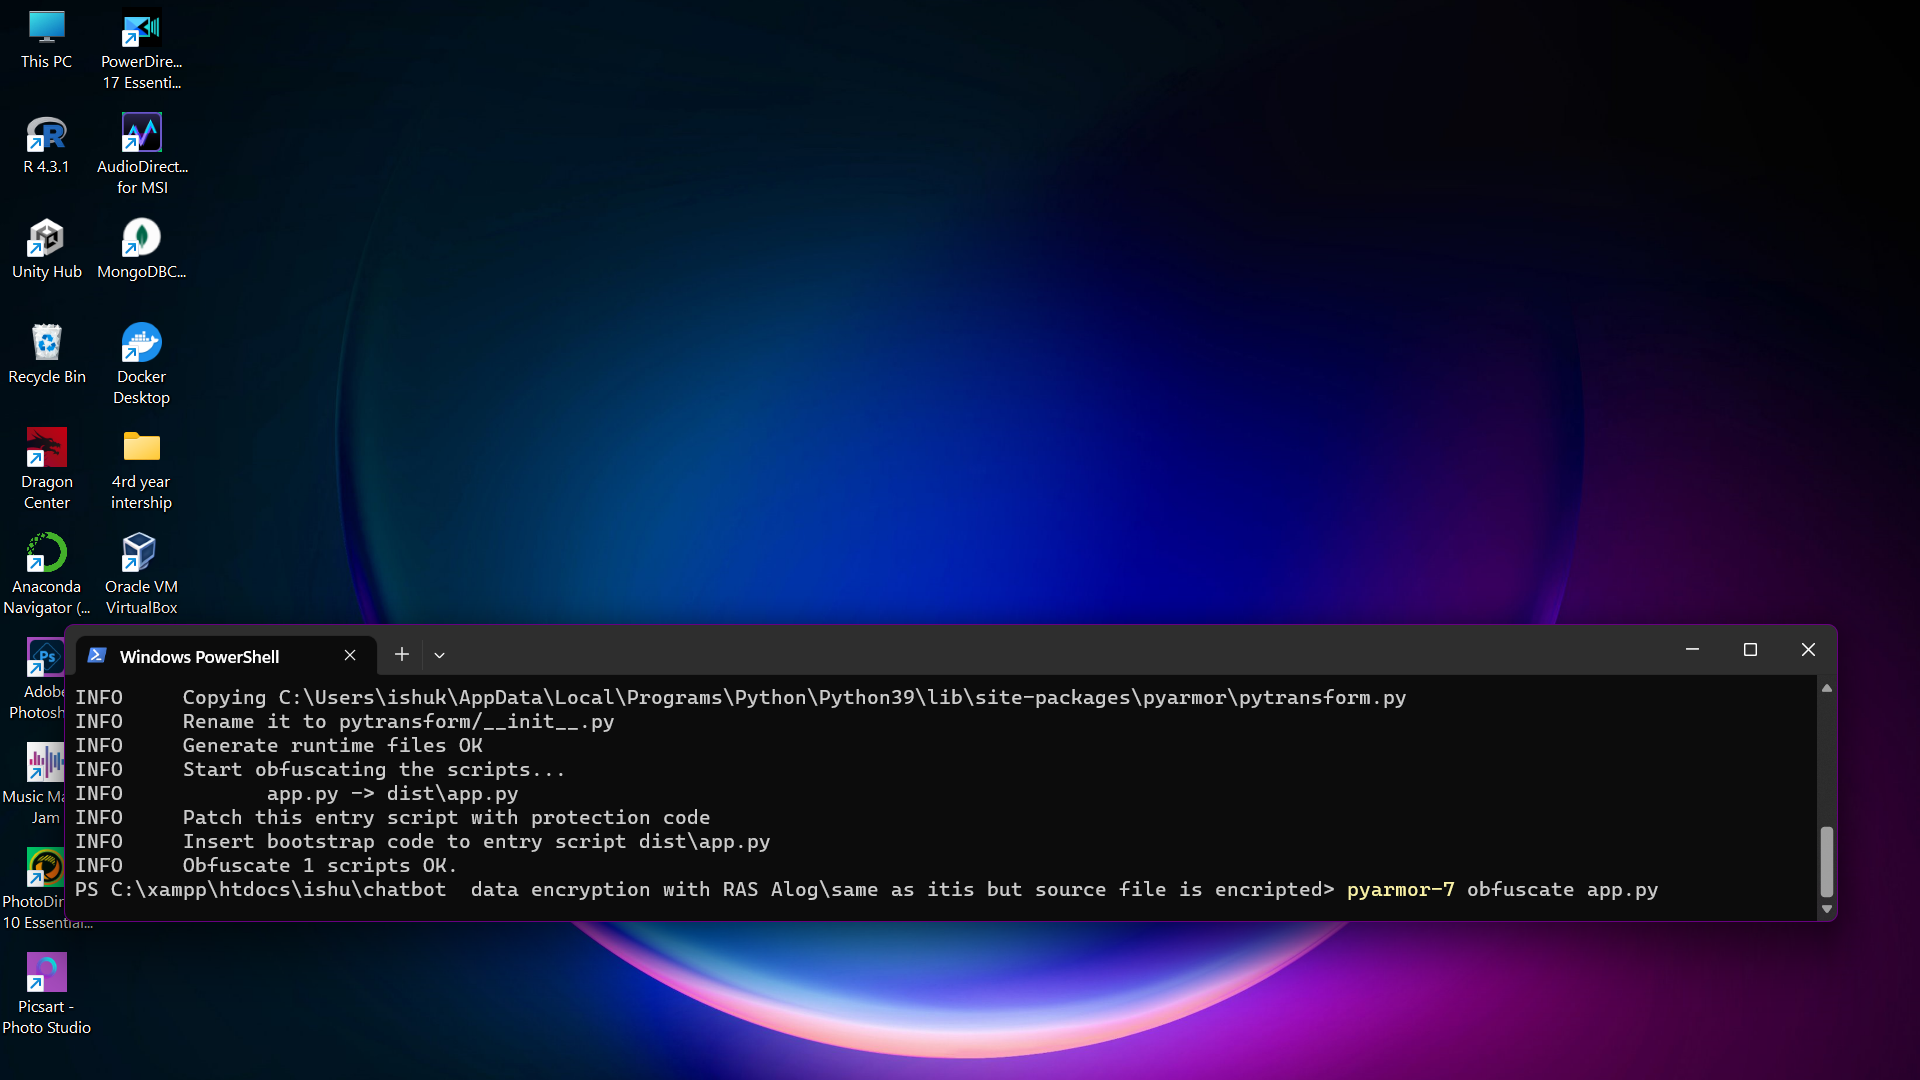 This PC
PowerDire...
17 Essenti...
R 4.3.1
AudioDirect...
for MSI
Unity Hub
MongoDBC...
Recycle Bin
Docker
Desktop
Dragon
Center
4rd year
intership
Anaconda
Navigator (...
Oracle VM
VirtualBox
Ps
Adobe
Photosh
Music Ma
Jam
PhotoDir
10 Essential...
Picsart -
Photo Studio
Windows PowerShell
INFO     Copying C:\Users\ishuk\AppData\Local\Programs\Python\Python39\lib\site-packages\pyarmor\pytransform.py
INFO     Rename it to pytransform/__init__.py
INFO     Generate runtime files OK
INFO     Start obfuscating the scripts...
INFO            app.py -> dist\app.py
INFO     Patch this entry script with protection code
INFO     Insert bootstrap code to entry script dist\app.py
INFO     Obfuscate 1 scripts OK.
PS C:\xampp\htdocs\ishu\chatbot  data encryption with RAS Alog\same as itis but source file is encripted> pyarmor-7 obfuscate app.py